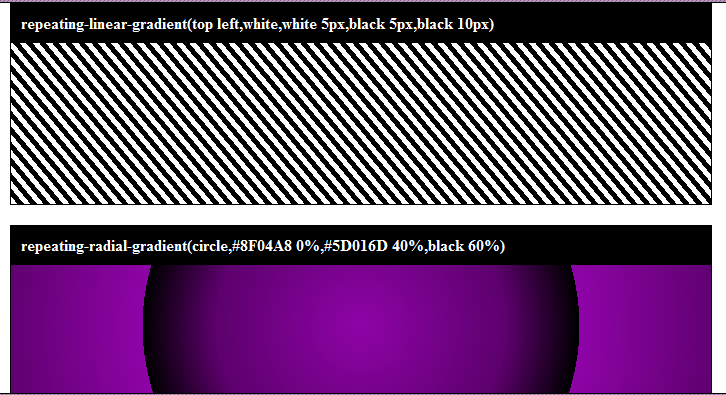 repeating-linear-gradient(top left,white,white 5px,black 5px,black 10px)
repeating-radial-gradient(circle,#8F04A8 0%,#5D016D 40%,black 60%)